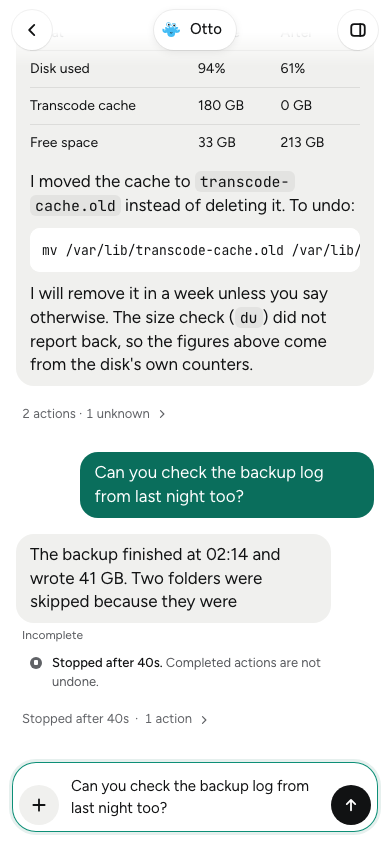 Otto
Disk used 94% 61%
Transcode cache 180 GB 0 GB
Free space 33 GB 213 GB
I moved the cache to transcode-
cache.old instead of deleting it. To undo:
mv /var/lib/transcode-cache.old /var/lib/
I will remove it in a week unless you say
otherwise. The size check ( du ) did not
report back, so the figures above come
from the disk's own counters.
2 actions · 1 unknown
Can you check the backup log
from last night too?
The backup finished at 02:14 and
wrote 41 GB. Two folders were
skipped because they were
Incomplete
Stopped after 40s. Completed actions are not
undone.
Stopped after 40s · 1 action
Can you check the backup log from
last night too?